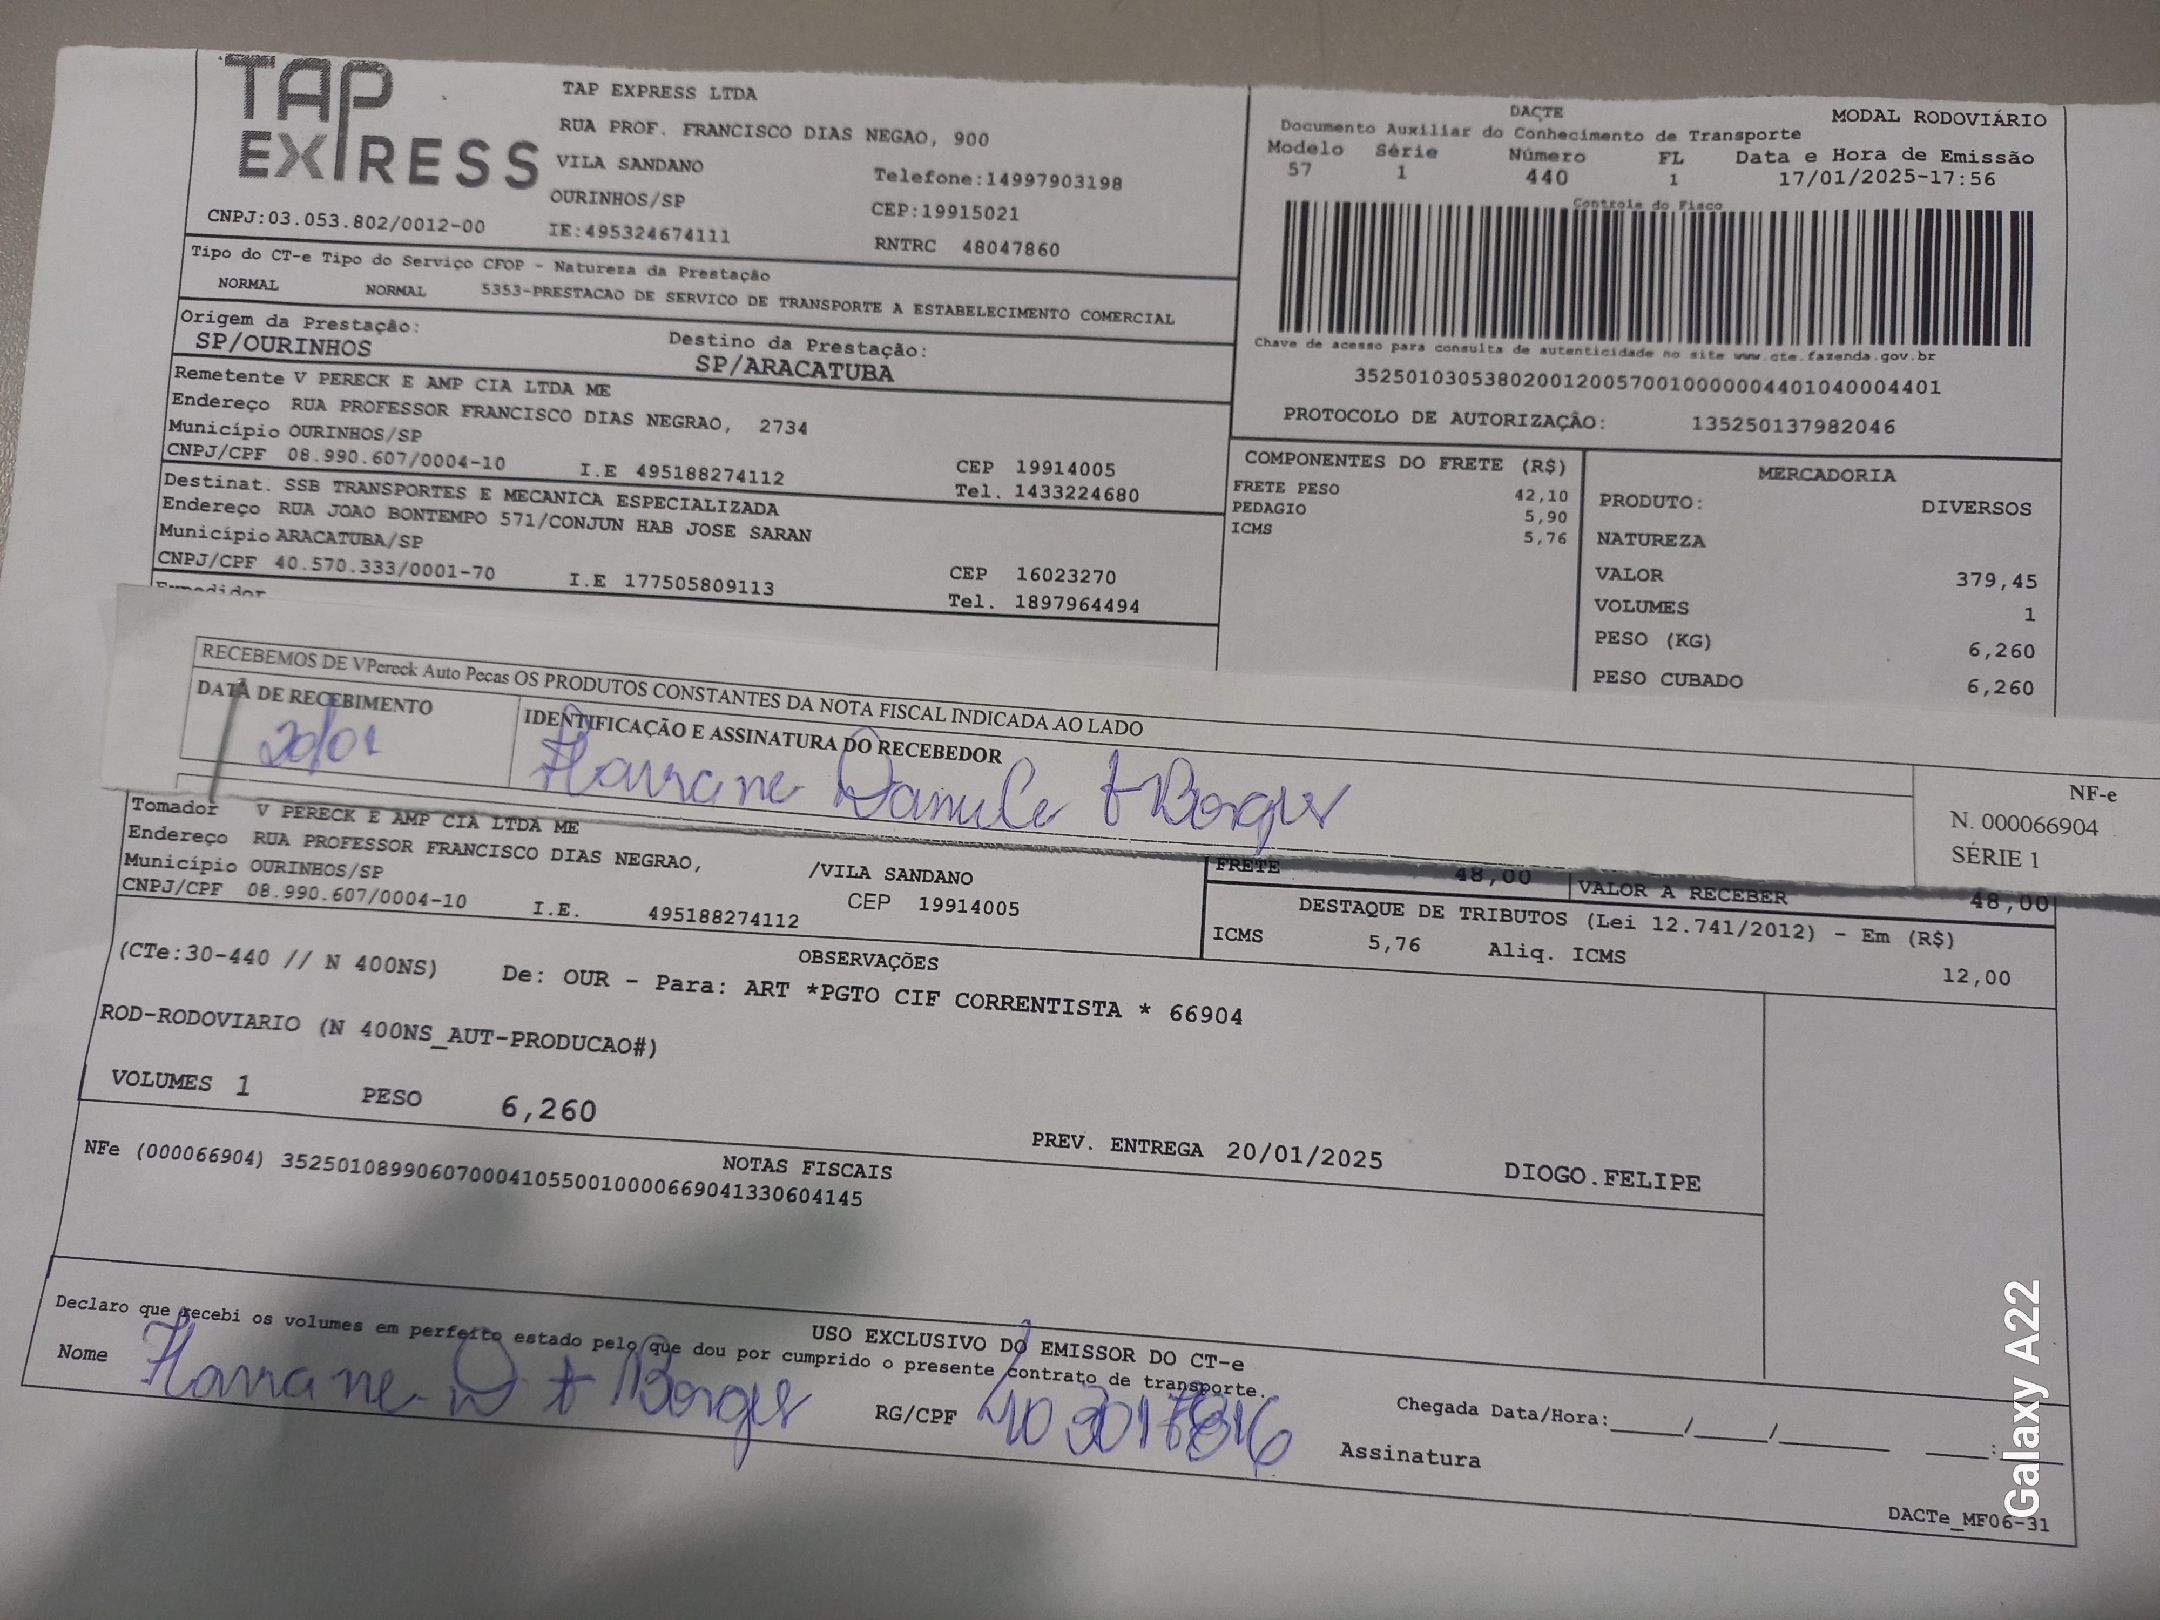 TAP EXPRESS
TAP EXPRESS LTDA
RUA PROF. FRANCISCO DIAS NEGAO, 900
VILA SANDANO
Telefone:14997903198
OURINHOS/SP
CEP:19915021
CNPJ:03.053.802/0012-00
IE:495324674111
RNTRC 48047860
DACTE
MODAL RODOVIÁRIO
Documento Auxiliar do Conhecimento de Transporte
Modelo Série Número FL Data e Hora de Emissão
57 1 440 1 17/01/2025-17:56
Controle do Fisco
Chave de acesso para consulta de autenticidade no site www.cte.fazenda.gov.br
35250103053802001200570010000004401040004401
PROTOCOLO DE AUTORIZAÇÃO: 135250137982046
Tipo do CT-e Tipo do Serviço CFOP - Natureza da Prestação
NORMAL NORMAL 5353-PRESTACAO DE SERVICO DE TRANSPORTE A ESTABELECIMENTO COMERCIAL
Origem da Prestação: Destino da Prestação:
SP/OURINHOS SP/ARACATUBA
Remetente V PERECK E AMP CIA LTDA ME
Endereço RUA PROFESSOR FRANCISCO DIAS NEGRAO, 2734
Município OURINHOS/SP CEP 19914005
CNPJ/CPF 08.990.607/0004-10 I.E 495188274112 Tel. 1433224680
Destinat. SSB TRANSPORTES E MECANICA ESPECIALIZADA
Endereço RUA JOAO BONTEMPO 571/CONJUN HAB JOSE SARAN
Município ARACATUBA/SP CEP 16023270
CNPJ/CPF 40.570.333/0001-70 I.E 177505809113 Tel. 1897964494
Expedidor
COMPONENTES DO FRETE (R$)
FRETE PESO 42,10
PEDAGIO 5,90
ICMS 5,76
MERCADORIA
PRODUTO: DIVERSOS
NATUREZA
VALOR 379,45
VOLUMES 1
PESO (KG) 6,260
PESO CUBADO 6,260
RECEBEMOS DE VPereck Auto Pecas OS PRODUTOS CONSTANTES DA NOTA FISCAL INDICADA AO LADO
DATA DE RECEBIMENTO IDENTIFICAÇÃO E ASSINATURA DO RECEBEDOR
20/01
Borges
NF-e
N. 000066904
SÉRIE 1
Tomador V PERECK E AMP CIA LTDA ME
Endereço RUA PROFESSOR FRANCISCO DIAS NEGRAO, /VILA SANDANO
Município OURINHOS/SP CEP 19914005
CNPJ/CPF 08.990.607/0004-10 I.E. 495188274112
FRETE 48,00 VALOR A RECEBER 48,00
DESTAQUE DE TRIBUTOS (Lei 12.741/2012) - Em (R$)
ICMS 5,76 Aliq. ICMS 12,00
OBSERVAÇÕES
(CTe:30-440 // N 400NS) De: OUR - Para: ART *PGTO CIF CORRENTISTA * 66904
ROD-RODOVIARIO (N 400NS_AUT-PRODUCAO#)
VOLUMES 1 PESO 6,260
PREV. ENTREGA 20/01/2025 DIOGO.FELIPE
NOTAS FISCAIS
NFe (000066904) 35250108990607000410550010000669041330604145
USO EXCLUSIVO DO EMISSOR DO CT-e
Declaro que recebi os volumes em perfeito estado pelo que dou por cumprido o presente contrato de transporte.
Nome Borges RG/CPF
Chegada Data/Hora:____/____/______ ____:____
Assinatura
DACTe_MF06-31
Galaxy A22